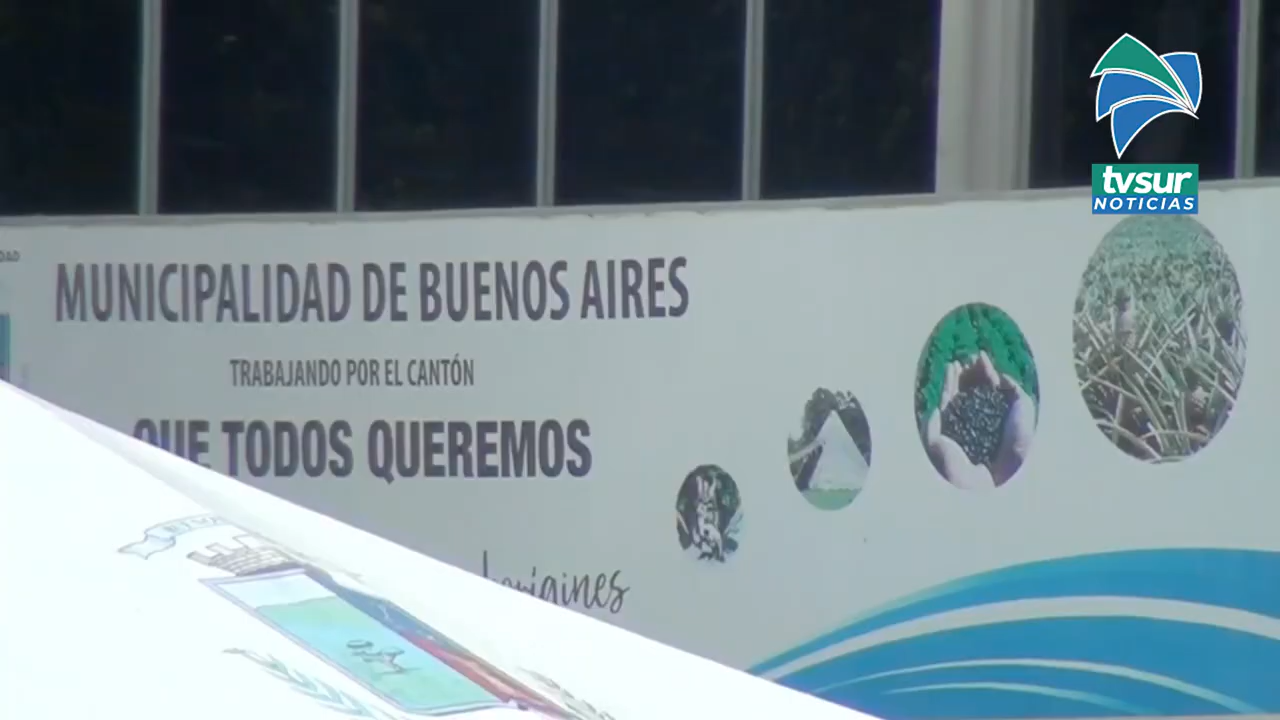 tvsur
NOTICIAS
MUNICIPALIDAD DE BUENOS AIRES
TRABAJANDO POR EL CANTÓN
QUE TODOS QUEREMOS